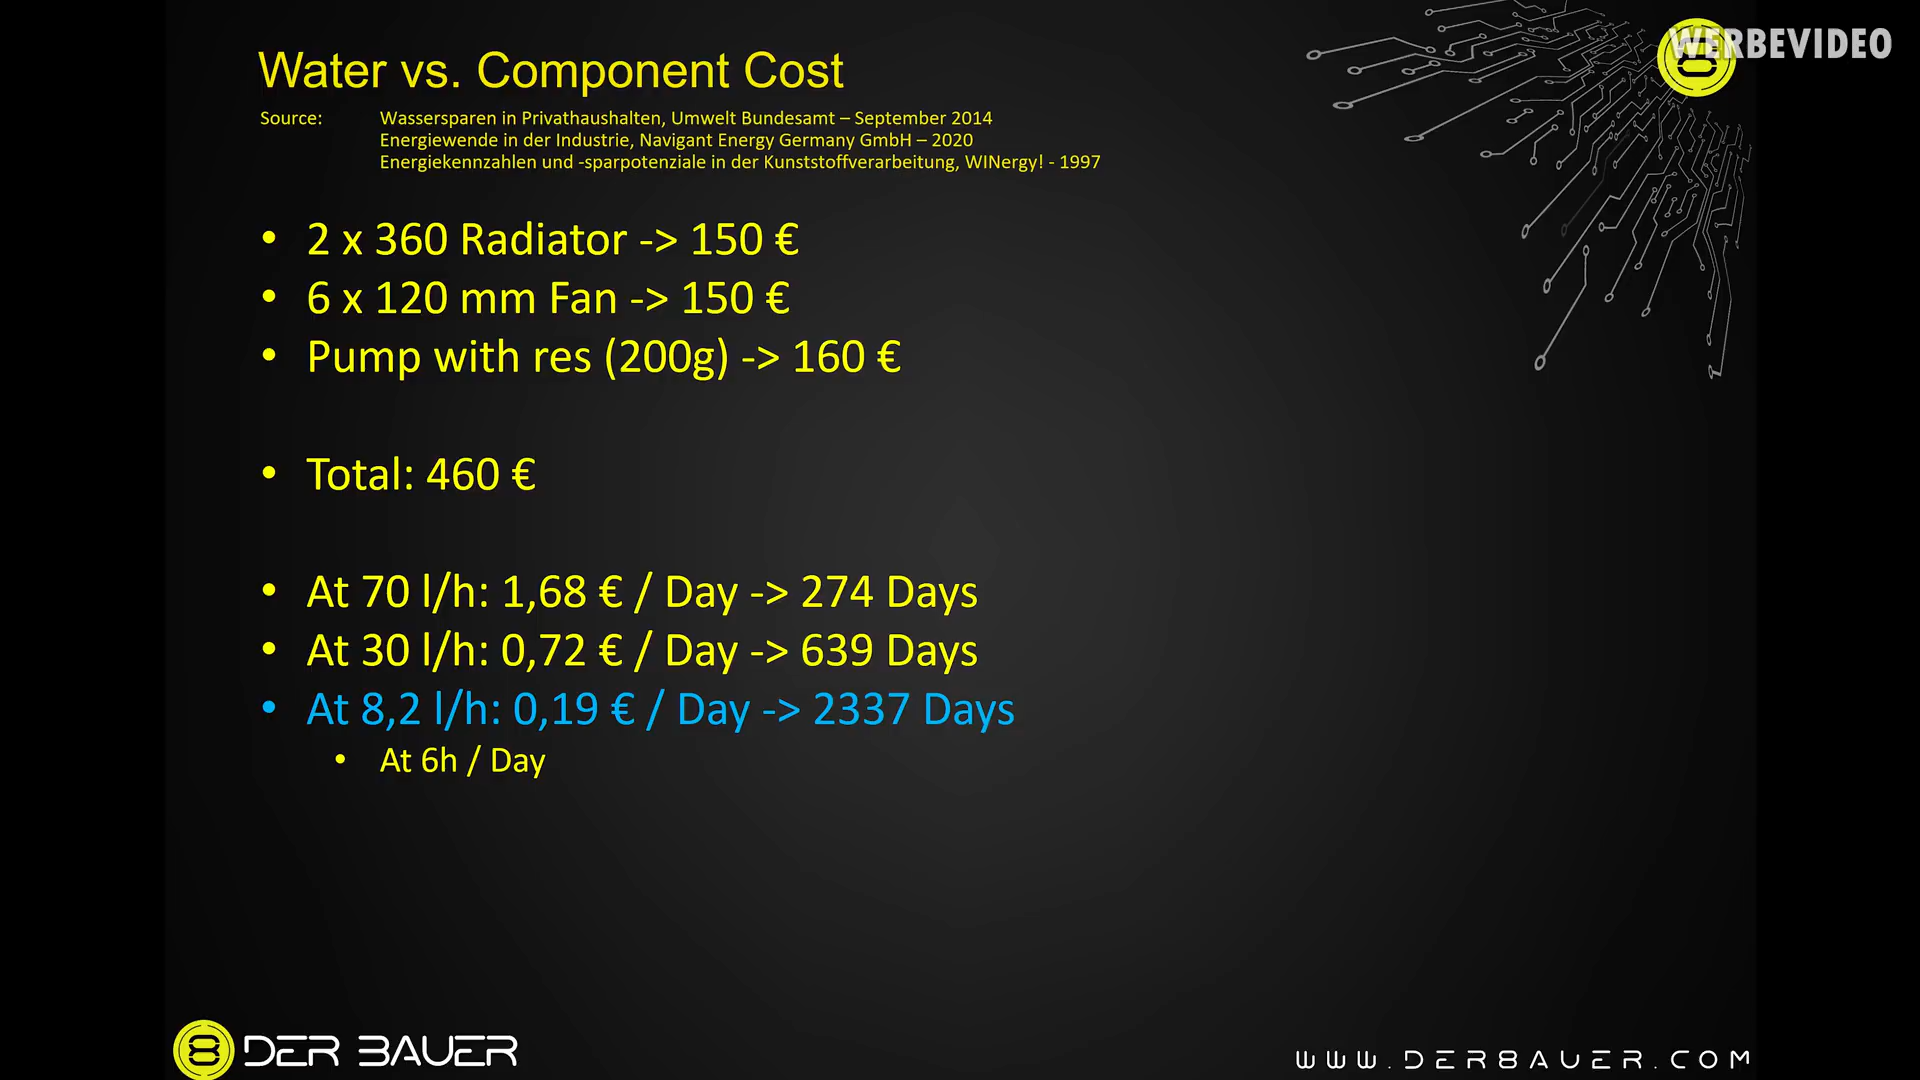 WERBEVIDEO
Water vs. Component Cost
Source: Wassersparen in Privathaushalten, Umwelt Bundesamt – September 2014
Energiewende in der Industrie, Navigant Energy Germany GmbH – 2020
Energiekennzahlen und -sparpotenziale in der Kunststoffverarbeitung, WINergy! - 1997
• 2 x 360 Radiator -> 150 €
• 6 x 120 mm Fan -> 150 €
• Pump with res (200g) -> 160 €
• Total: 460 €
• At 70 l/h: 1,68 € / Day -> 274 Days
• At 30 l/h: 0,72 € / Day -> 639 Days
• At 8,2 l/h: 0,19 € / Day -> 2337 Days
• At 6h / Day
DER 8AUER
WWW.DER8AUER.COM